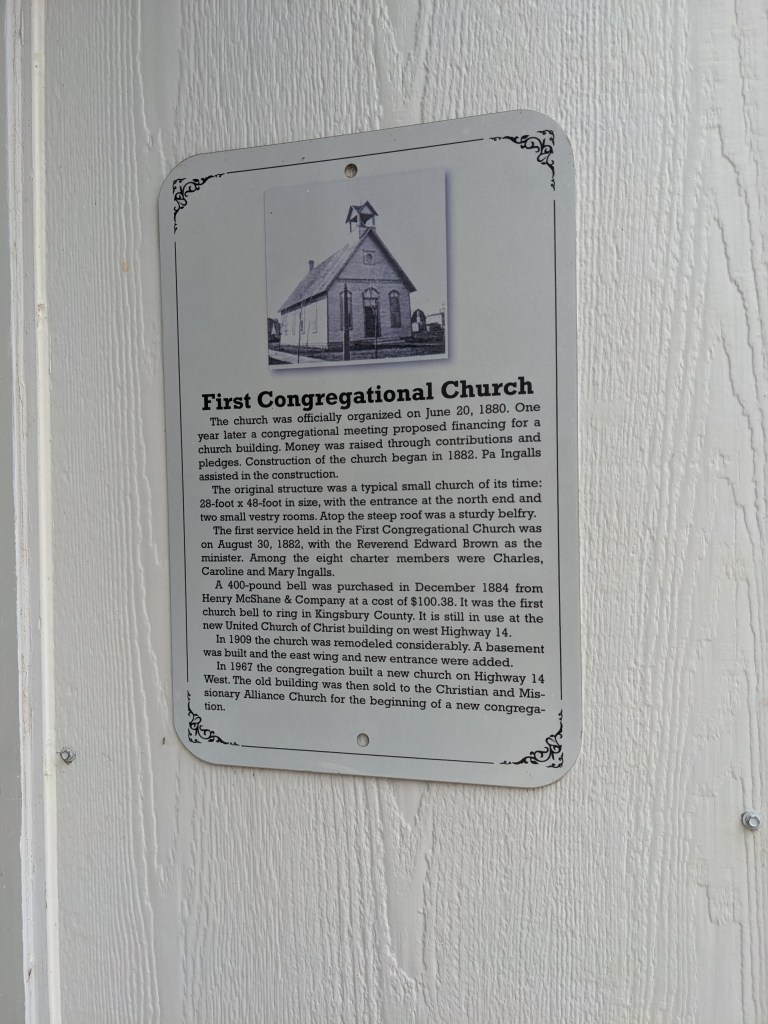 First Congregational Church
The church was officially organized on June 20, 1880. One
year later a congregational meeting proposed financing for a
church building. Money was raised through contributions and
pledges. Construction of the church began in 1882. Pa Ingalls
assisted in the construction.
The original structure was a typical small church of its time:
28-foot x 48-foot in size, with the entrance at the north end and
two small vestry rooms. Atop the steep roof was a sturdy belfry.
The first service held in the First Congregational Church was
on August 30, 1882, with the Reverend Edward Brown as the
minister. Among the eight charter members were Charles,
Caroline and Mary Ingalls.
A 400-pound bell was purchased in December 1884 from
Henry McShane & Company at a cost of $100.38. It was the first
church bell to ring in Kingsbury County. It is still in use at the
new United Church of Christ building on west Highway 14.
In 1909 the church was remodeled considerably. A basement
was built and the east wing and new entrance were added.
In 1967 the congregation built a new church on Highway 14
West. The old building was then sold to the Christian and Mis-
sionary Alliance Church for the beginning of a new congrega-
tion.